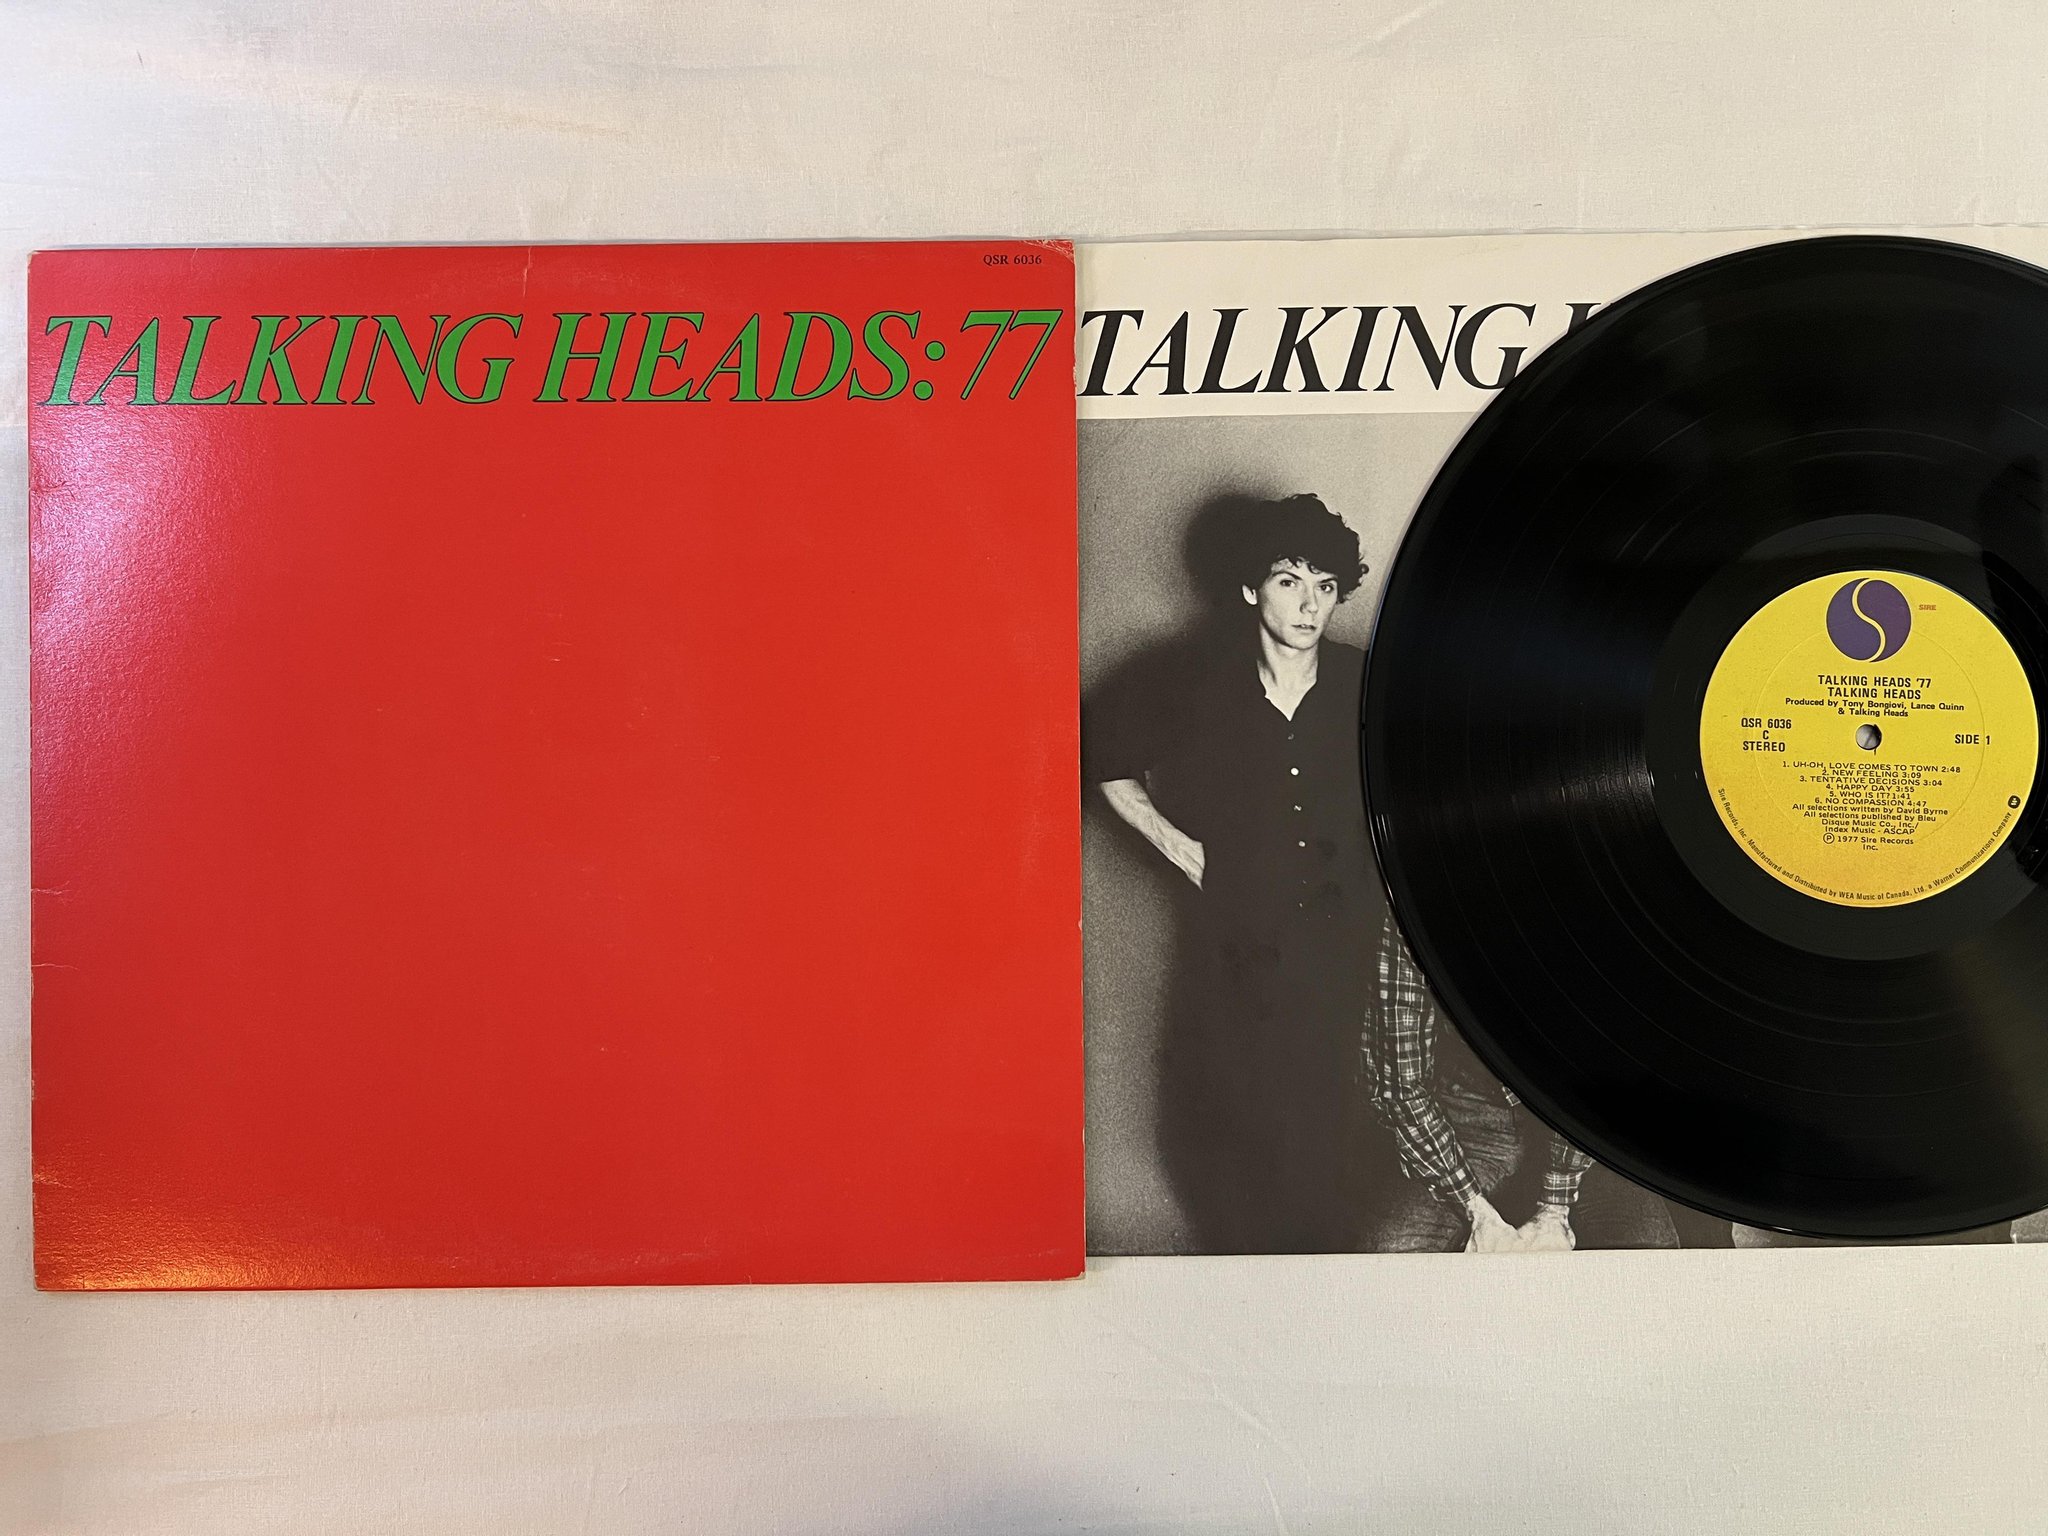 QSR 6036
TALKING HEADS: 77
TALKING
SIRE
TALKING HEADS '77
TALKING HEADS
Produced by Tony Bongiovi, Lance Quinn
& Talking Heads
QSR 6036
C
STEREO
SIDE 1
1. UH-OH, LOVE COMES TO TOWN 2:48
2. NEW FEELING 3:09
3. TENTATIVE DECISIONS 3:04
4. HAPPY DAY 3:55
5. WHO IS IT? 1:41
6. NO COMPASSION 4:47
All selections written by David Byrne
All selections published by Bleu
Disque Music Co., Inc./
Index Music - ASCAP
Ⓟ 1977 Sire Records
Inc.
Sire Records, Inc. Manufactured and Distributed by WEA Music of Canada, Ltd. a Warner Communications Company